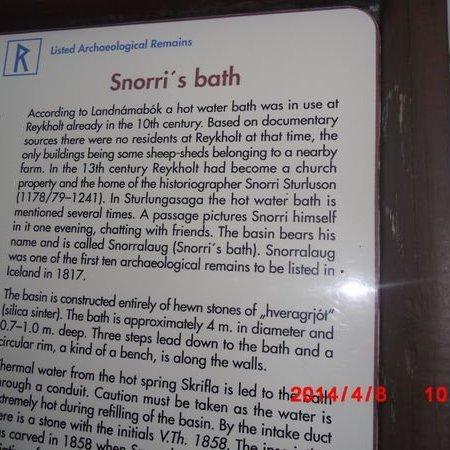 Listed Archaeological Remains
Snorri´s bath
According to Landnámabók a hot water bath was in use at
Reykholt already in the 10th century. Based on documentary
sources there were no residents at Reykholt at that time, the
only buildings being some sheep-sheds belonging to a nearby
farm. In the 13th century Reykholt had become a church
property and the home of the historiographer Snorri Sturluson
(1178/79–1241). In Sturlungasaga the hot water bath is
mentioned several times. A passage pictures Snorri himself
in it one evening, chatting with friends. The basin bears his
name and is called Snorralaug (Snorri´s bath). Snorralaug
was one of the first ten archaeological remains to be listed in
Iceland in 1817.
The basin is constructed entirely of hewn stones of „hveragrjót"
(silica sinter). The bath is approximately 4 m. in diameter and
0.7–1.0 m. deep. Three steps lead down to the bath and a
circular rim, a kind of a bench, is along the walls.
Thermal water from the hot spring Skrifla is led to the bath
through a conduit. Caution must be taken as the water is
extremely hot during refilling of the basin. By the intake duct
there is a stone with the initials V.Th. 1858. The
was carved in 1858 when
2014/4/8 10